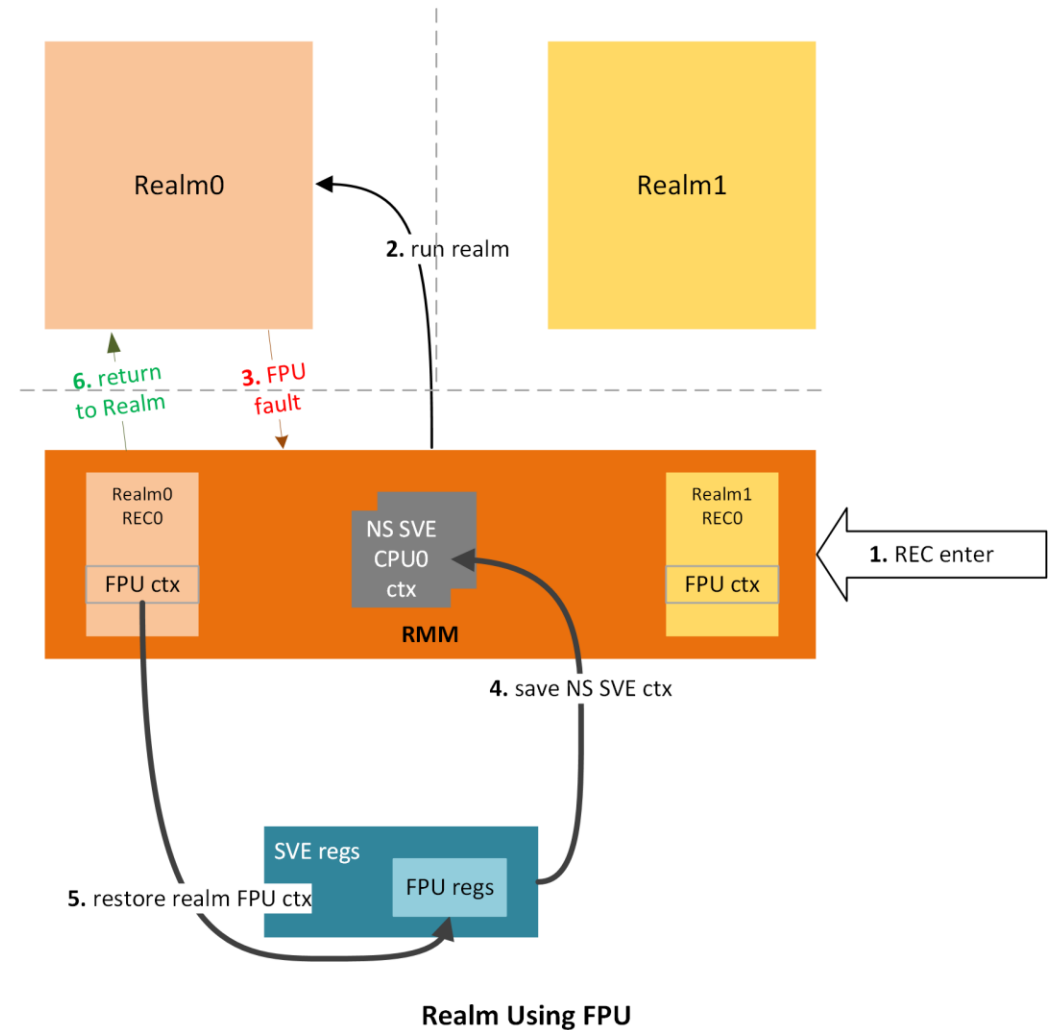 Realm0
Realm1
2. run realm
6. return
to Realm
3. FPU
fault
Realm0
REC0
FPU ctx
NS SVE
CPU0
ctx
RMM
Realm1
REC0
FPU ctx
1. REC enter
4. save NS SVE ctx
SVE regs
FPU regs
5. restore realm FPU ctx
Realm Using FPU